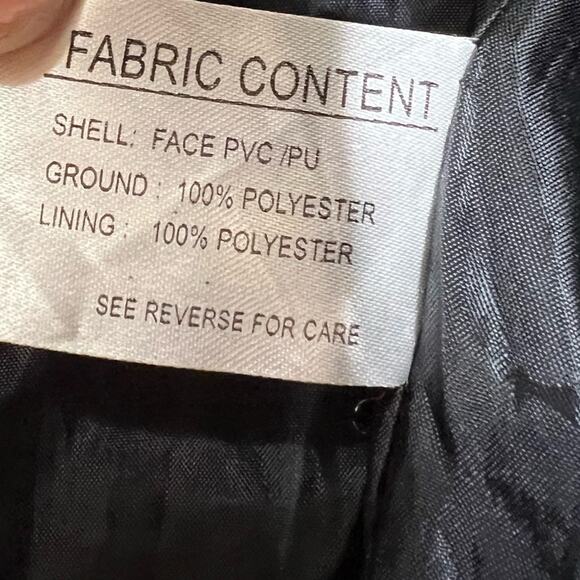 FABRIC CONTENT
SHELL: FACE PVC /PU
GROUND : 100% POLYESTER
LINING : 100% POLYESTER
SEE REVERSE FOR CARE